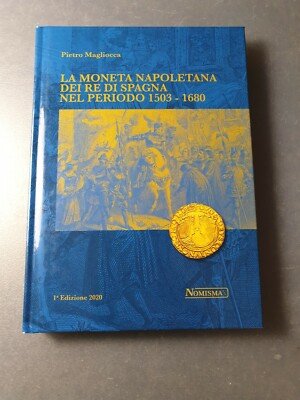 Pietro Magliocca
LA MONETA NAPOLETANA
DEI RE DI SPAGNA
NEL PERIODO 1503 - 1680
1ª Edizione 2020
NOMISMA